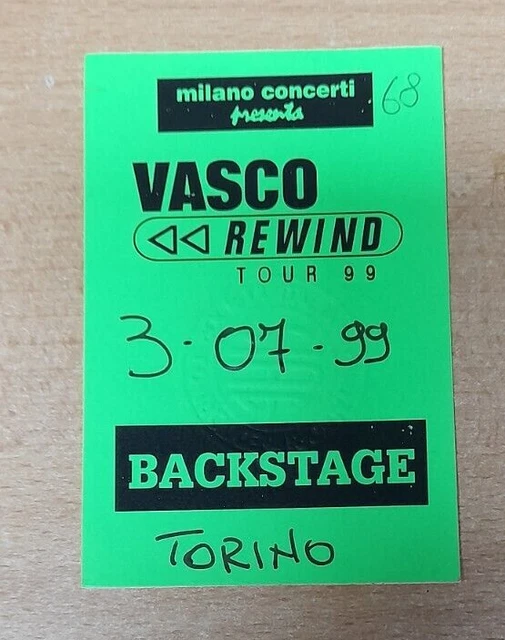 milano concerti
presenta
68
VASCO
REWIND
TOUR 99
3-07-99
BACKSTAGE
TORINO